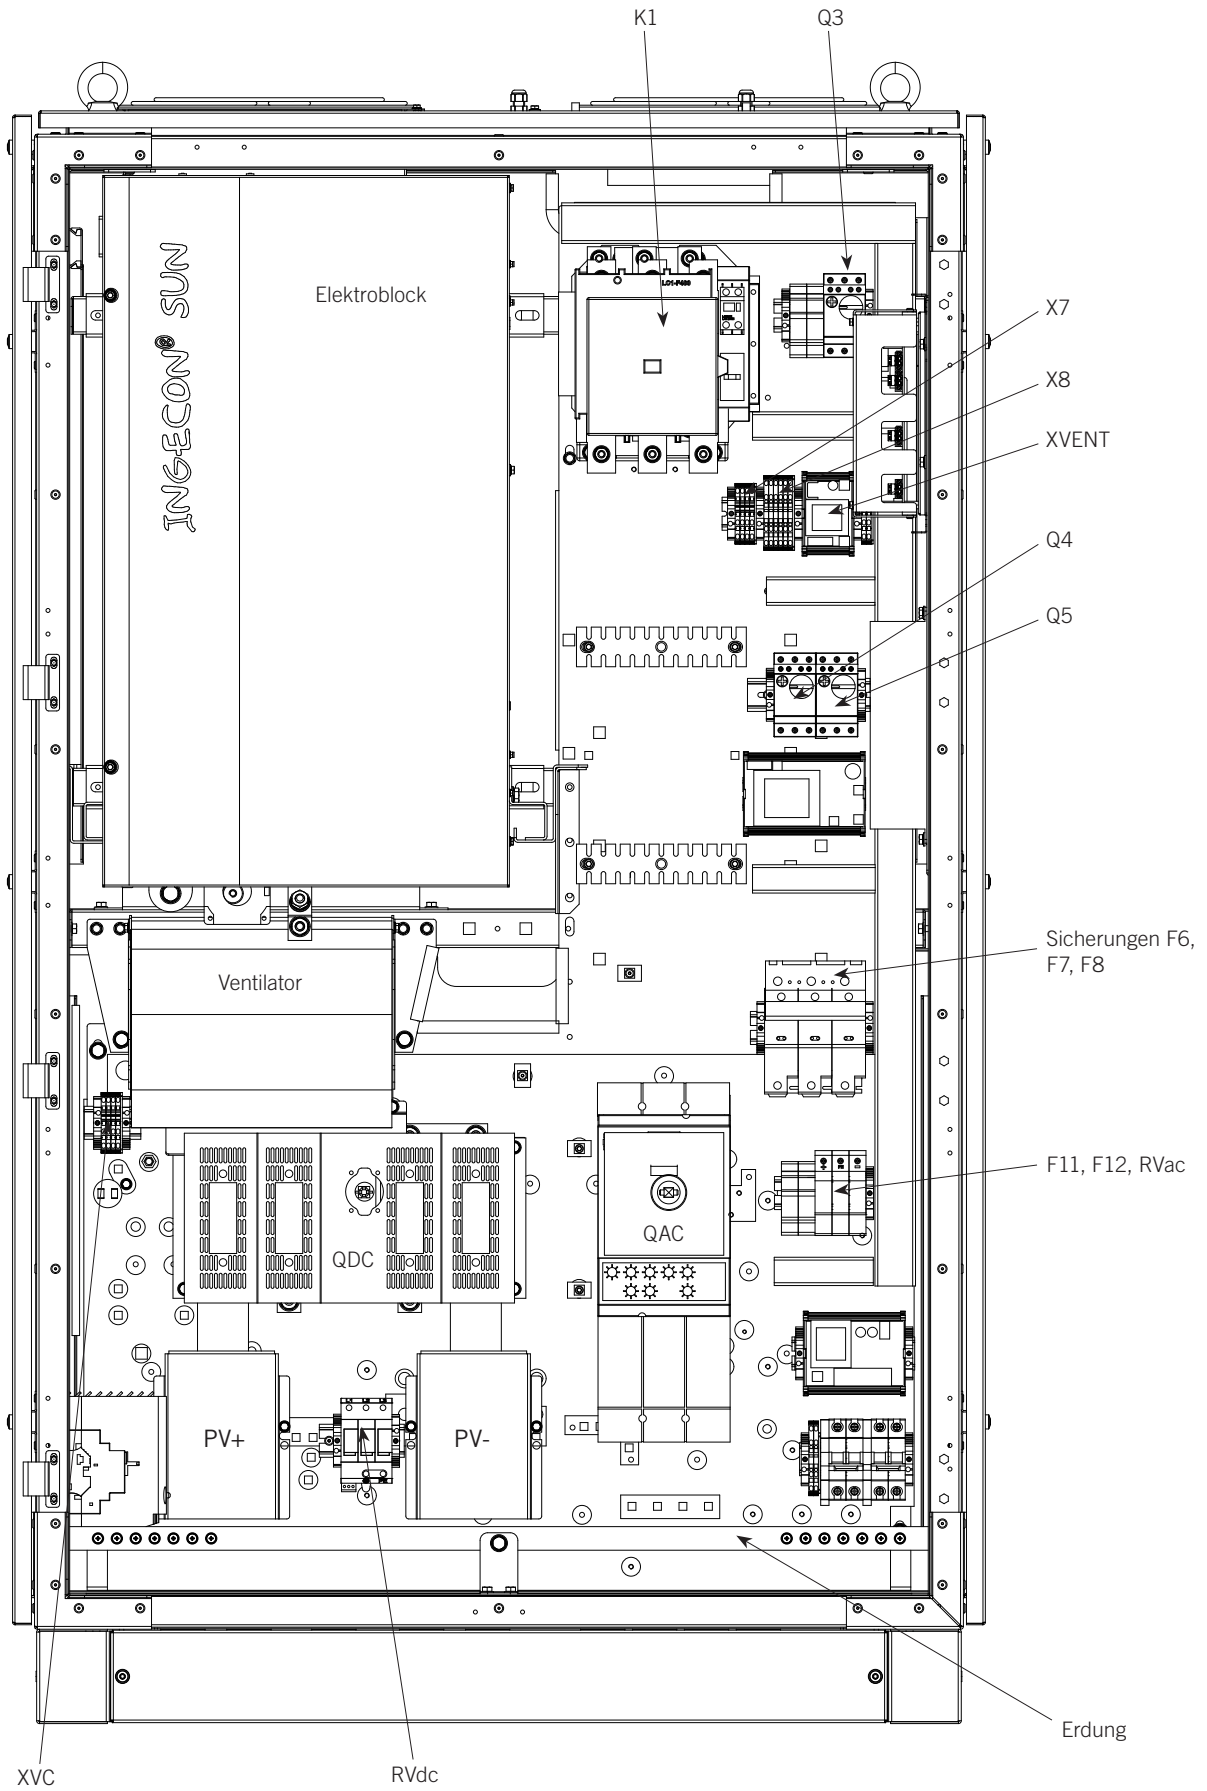 K1
Q3
INGECON® SUN
Elektroblock
LC1-F400
X7
X8
XVENT
Q4
Q5
Sicherungen F6,
F7, F8
Ventilator
F11, F12, RVac
QAC
QDC
PV+
PV-
Erdung
XVC
RVdc